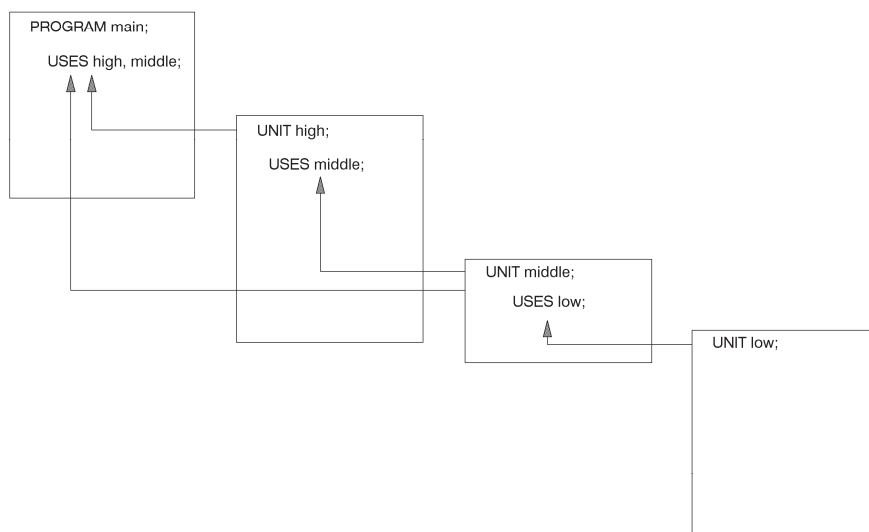 PROGRAM main;
USES high, middle;
UNIT high;
USES middle;
UNIT middle;
USES low;
UNIT low;